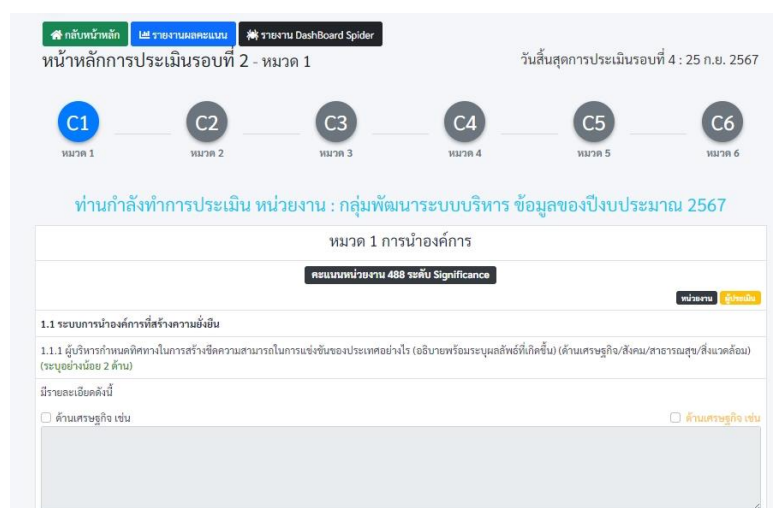 กลับหน้าหลัก รายงานผลคะแนน รายงาน DashBoard Spider
หน้าหลักการประเมินรอบที่ 2 - หมวด 1 วันสิ้นสุดการประเมินรอบที่ 4 : 25 ก.ย. 2567
C1 C2 C3 C4 C5 C6
หมวด 1 หมวด 2 หมวด 3 หมวด 4 หมวด 5 หมวด 6
ท่านกำลังทำการประเมิน หน่วยงาน : กลุ่มพัฒนาระบบบริหาร ข้อมูลของปีงบประมาณ 2567
หมวด 1 การนำองค์การ
คะแนนหน่วยงาน 488 ระดับ Significance
หน่วยงาน ผู้ประเมิน
1.1 ระบบการนำองค์การที่สร้างความยั่งยืน
1.1.1 ผู้บริหารกำหนดทิศทางในการสร้างขีดความสามารถในการแข่งขันของประเทศอย่างไร (อธิบายพร้อมระบุผลลัพธ์ที่เกิดขึ้น) (ด้านเศรษฐกิจ/สังคม/สาธารณสุข/สิ่งแวดล้อม)
(ระบุอย่างน้อย 2 ด้าน)
มีรายละเอียดดังนี้
ด้านเศรษฐกิจ เช่น ด้านเศรษฐกิจ เช่น